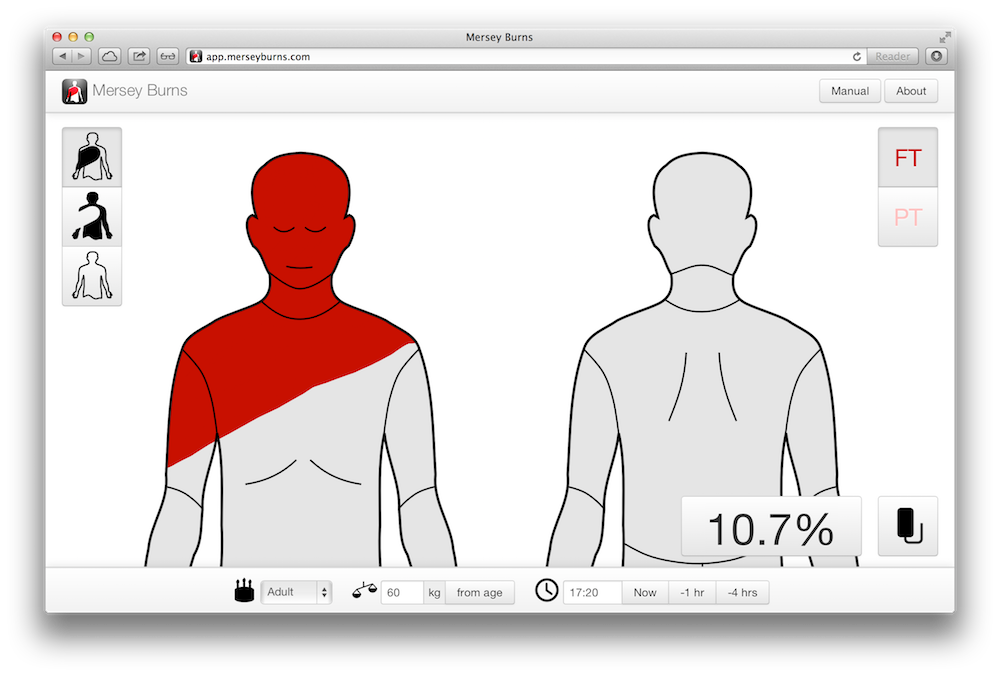 Mersey Burns
app.merseyburns.com
Reader
Mersey Burns
Manual
About
FT
PT
10.7%
Adult
60
kg
from age
17:20
Now
-1 hr
-4 hrs